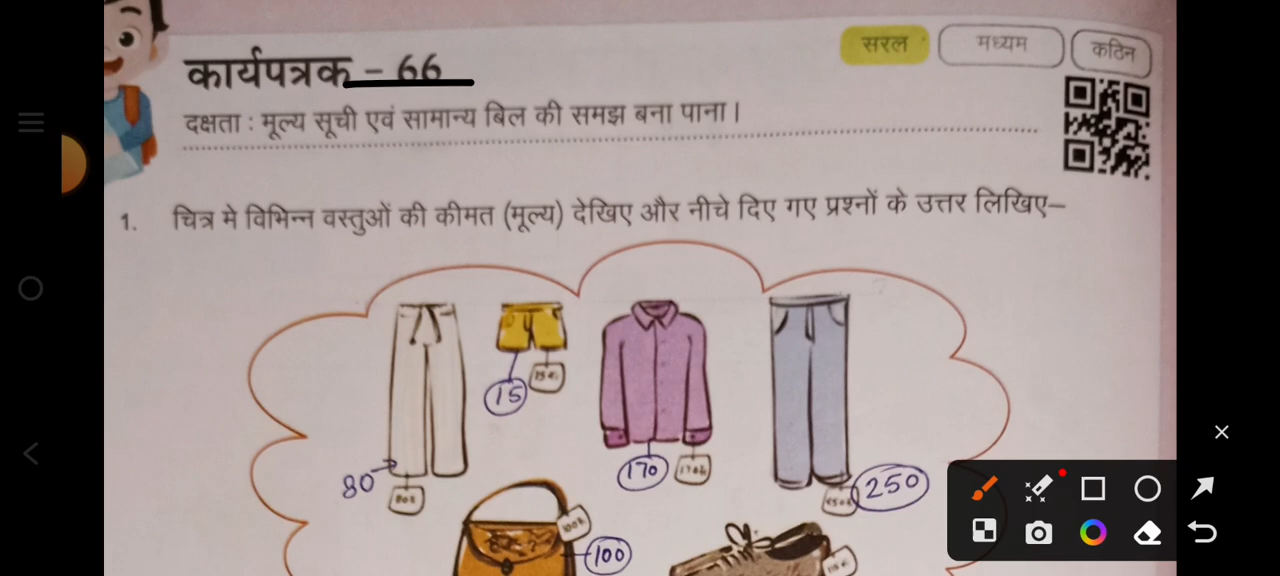 सरल
मध्यम
कठिन
कार्यपत्रक – 66
दक्षता : मूल्य सूची एवं सामान्य बिल की समझ बना पाना।
1. चित्र मे विभिन्न वस्तुओं की कीमत (मूल्य) देखिए और नीचे दिए गए प्रश्नों के उत्तर लिखिए–
15
80
170
250
100